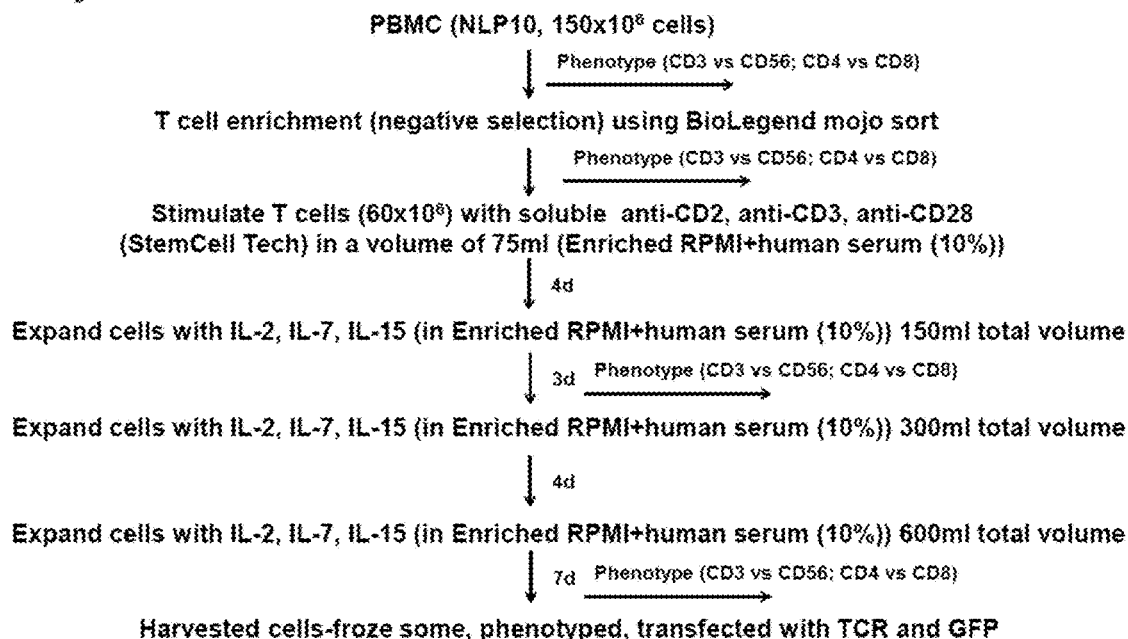 PBMC (NLP10, 150x10⁶ cells)
Phenotype (CD3 vs CD56; CD4 vs CD8)
T cell enrichment (negative selection) using BioLegend mojo sort
Phenotype (CD3 vs CD56; CD4 vs CD8)
Stimulate T cells (60x10⁶) with soluble anti-CD2, anti-CD3, anti-CD28
(StemCell Tech) in a volume of 75ml (Enriched RPMI+human serum (10%))
4d
Expand cells with IL-2, IL-7, IL-15 (in Enriched RPMI+human serum (10%)) 150ml total volume
3d Phenotype (CD3 vs CD56; CD4 vs CD8)
Expand cells with IL-2, IL-7, IL-15 (in Enriched RPMI+human serum (10%)) 300ml total volume
4d
Expand cells with IL-2, IL-7, IL-15 (in Enriched RPMI+human serum (10%)) 600ml total volume
7d Phenotype (CD3 vs CD56; CD4 vs CD8)
Harvested cells-froze some, phenotyped, transfected with TCR and GFP